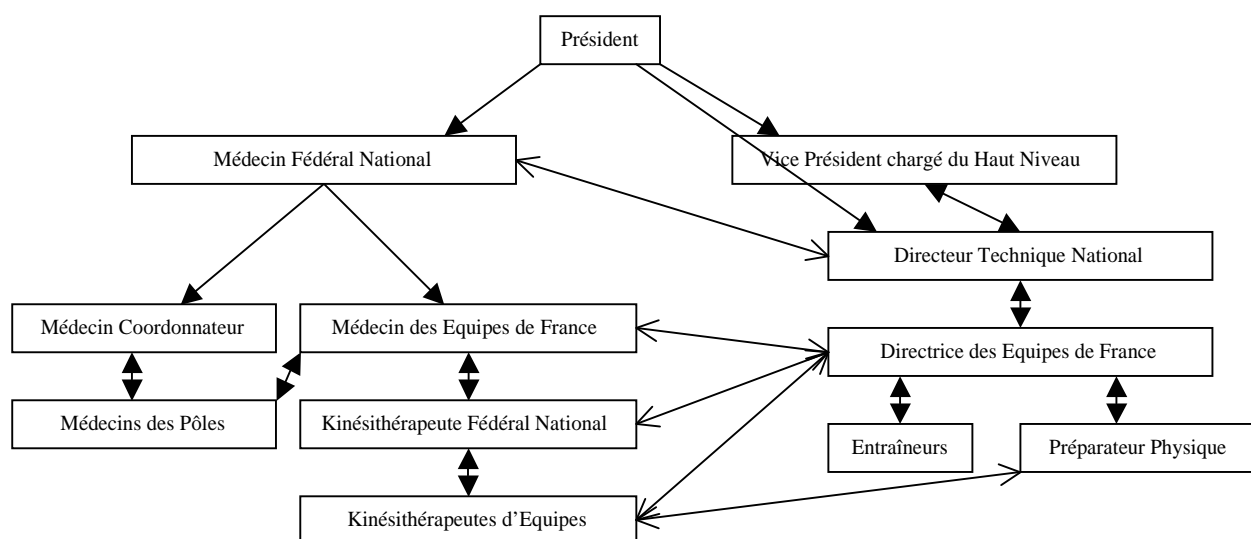 Président
Médecin Fédéral National
Vice Président chargé du Haut Niveau
Directeur Technique National
Médecin Coordonnateur
Médecin des Equipes de France
Directrice des Equipes de France
Médecins des Pôles
Kinésithérapeute Fédéral National
Entraîneurs
Préparateur Physique
Kinésithérapeutes d’Equipes